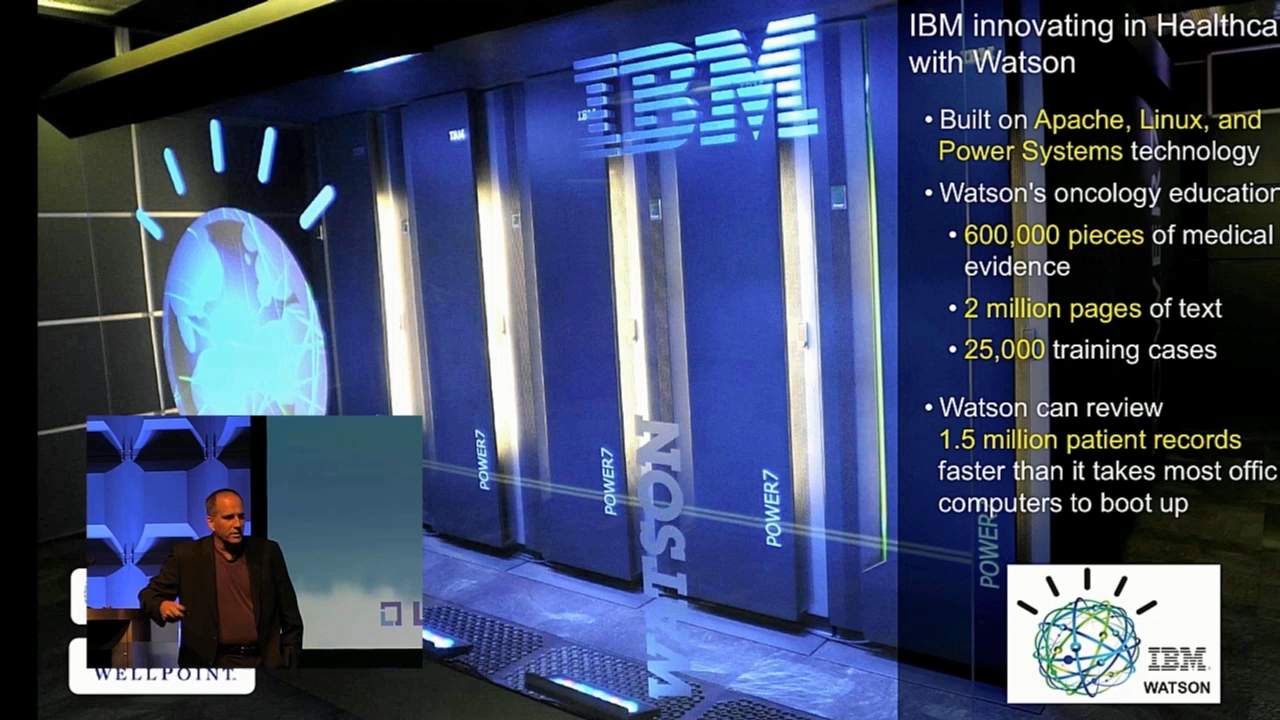 IBM innovating in Healthca
with Watson
• Built on Apache, Linux, and
Power Systems technology
• Watson's oncology education
• 600,000 pieces of medical
evidence
• 2 million pages of text
• 25,000 training cases
• Watson can review
1.5 million patient records
faster than it takes most offic
computers to boot up
IBM
IBM
IBM
POWER7
POWER7
POWER7
POWER
WATSON
L
WELLPOINT.
IBM.
WATSON